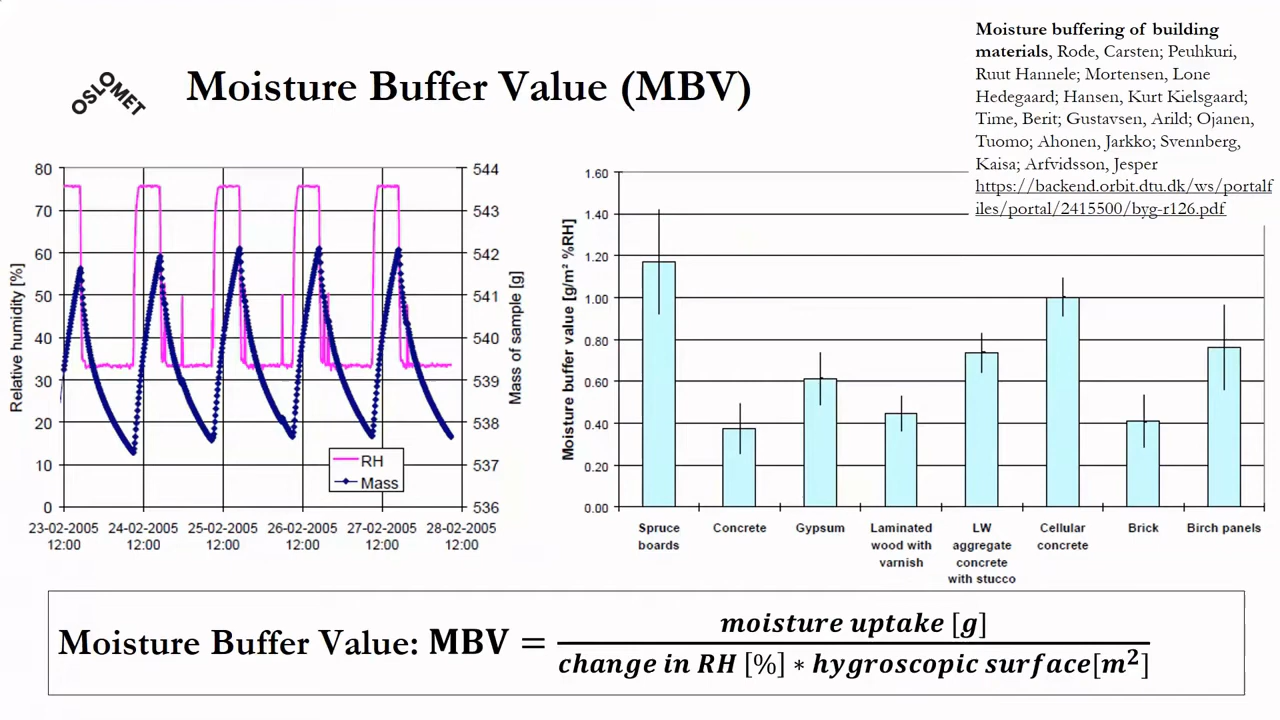 Moisture buffering of building
materials, Rode, Carsten; Peuhkuri,
Ruut Hannele; Mortensen, Lone
Hedegaard; Hansen, Kurt Kielsgaard;
Time, Berit; Gustavsen, Arild; Ojanen,
Tuomo; Ahonen, Jarkko; Svennberg,
Kaisa; Arfvidsson, Jesper
https://backend.orbit.dtu.dk/ws/portalf
iles/portal/2415500/byg-r126.pdf
OSLOMET
Moisture Buffer Value (MBV)
Relative humidity [%]
80
70
60
50
40
30
20
10
0
544
543
542
541
540
539
538
537
536
Mass of sample [g]
RH
Mass
23-02-2005 24-02-2005 25-02-2005 26-02-2005 27-02-2005 28-02-2005
12:00 12:00 12:00 12:00 12:00 12:00
Moisture buffer value [g/m² %RH]
1.60
1.40
1.20
1.00
0.80
0.60
0.40
0.20
0.00
Spruce
boards
Concrete
Gypsum
Laminated
wood with
varnish
LW
aggregate
concrete
with stucco
Cellular
concrete
Brick
Birch panels
Moisture Buffer Value: MBV = moisture uptake [g]
change in RH [%] * hygroscopic surface[m²]